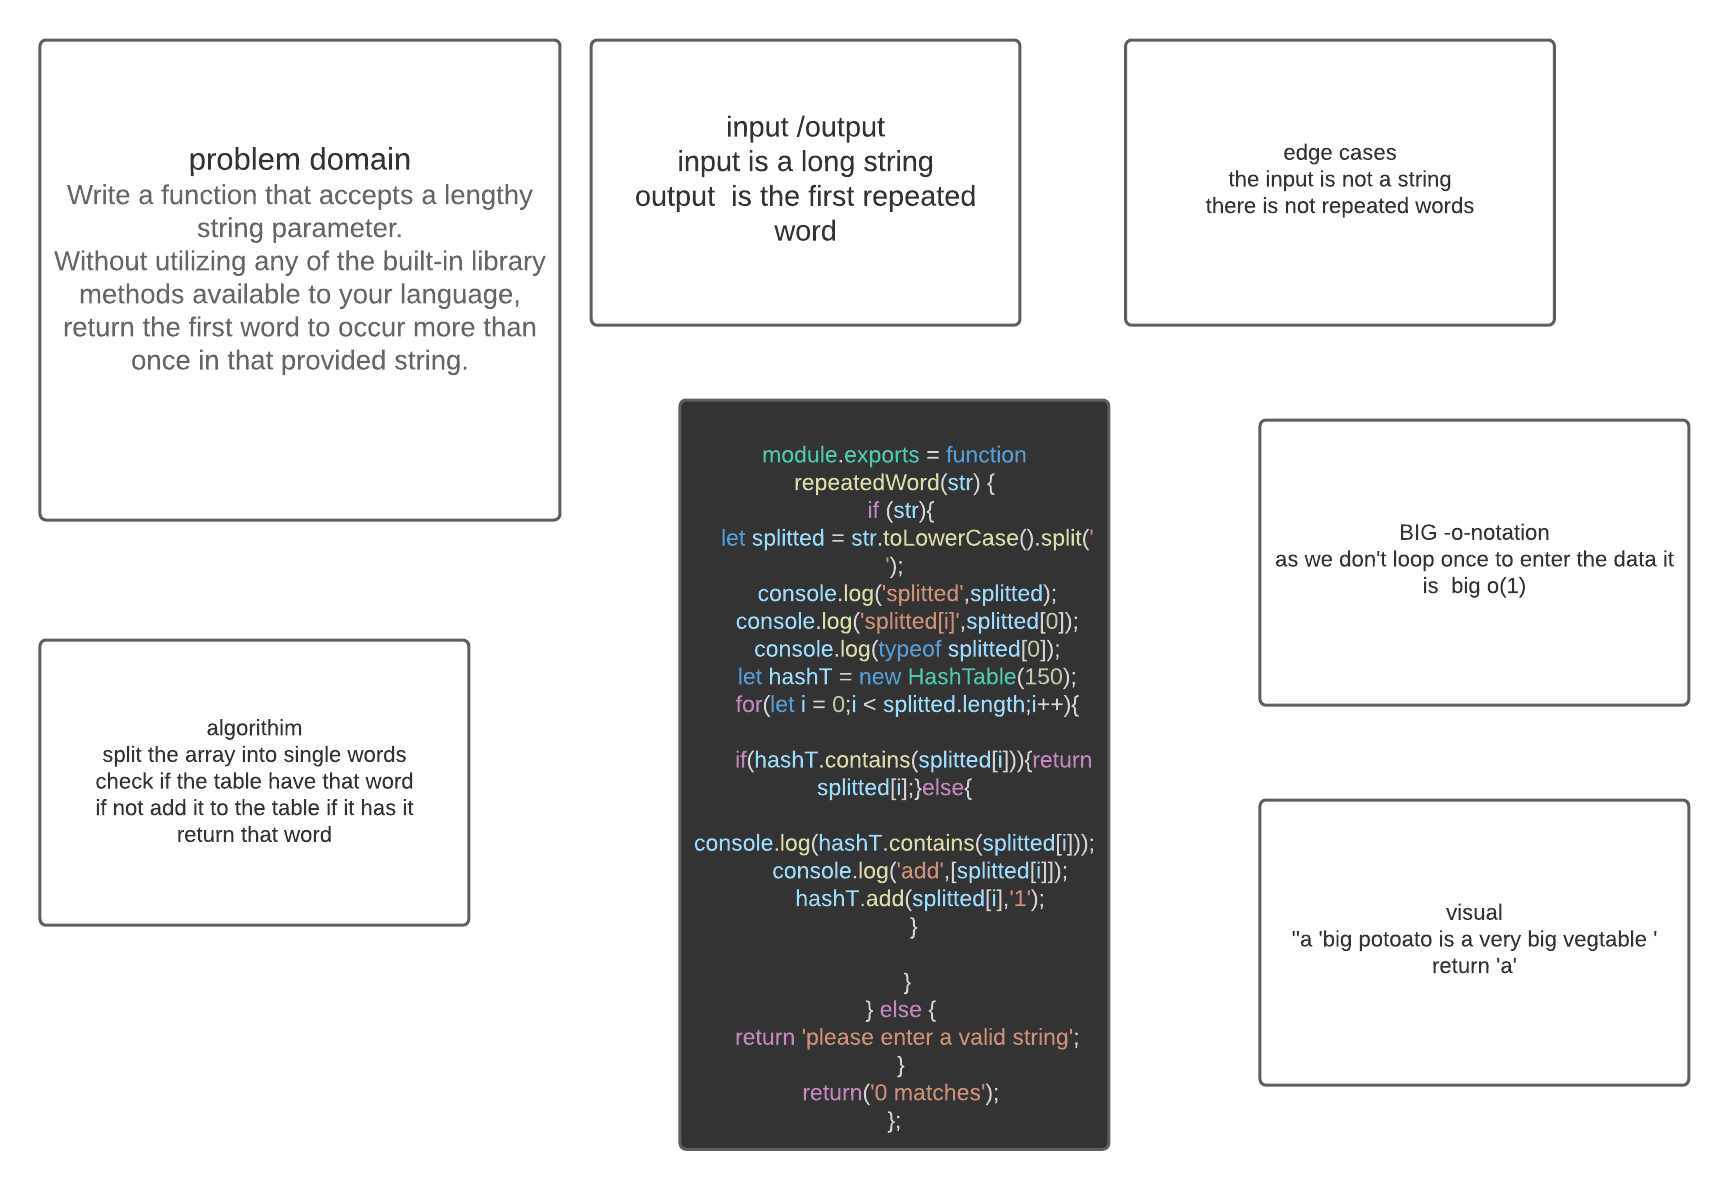 problem domain
Write a function that accepts a lengthy
string parameter.
Without utilizing any of the built-in library
methods available to your language,
return the first word to occur more than
once in that provided string.
input /output
input is a long string
output  is the first repeated
word
edge cases
the input is not a string
there is not repeated words
algorithim
split the array into single words
check if the table have that word
if not add it to the table if it has it
return that word
module.exports = function
repeatedWord(str) {
if (str){
let splitted = str.toLowerCase().split('
');
console.log('splitted',splitted);
console.log('splitted[i]',splitted[0]);
console.log(typeof splitted[0]);
let hashT = new HashTable(150);
for(let i = 0;i < splitted.length;i++){
if(hashT.contains(splitted[i])){return
splitted[i];}else{
console.log(hashT.contains(splitted[i]));
console.log('add',[splitted[i]]);
hashT.add(splitted[i],'1');
}
}
} else {
return 'please enter a valid string';
}
return('0 matches');
};
BIG -o-notation
as we don't loop once to enter the data it
is  big o(1)
visual
"a 'big potoato is a very big vegtable '
return 'a'